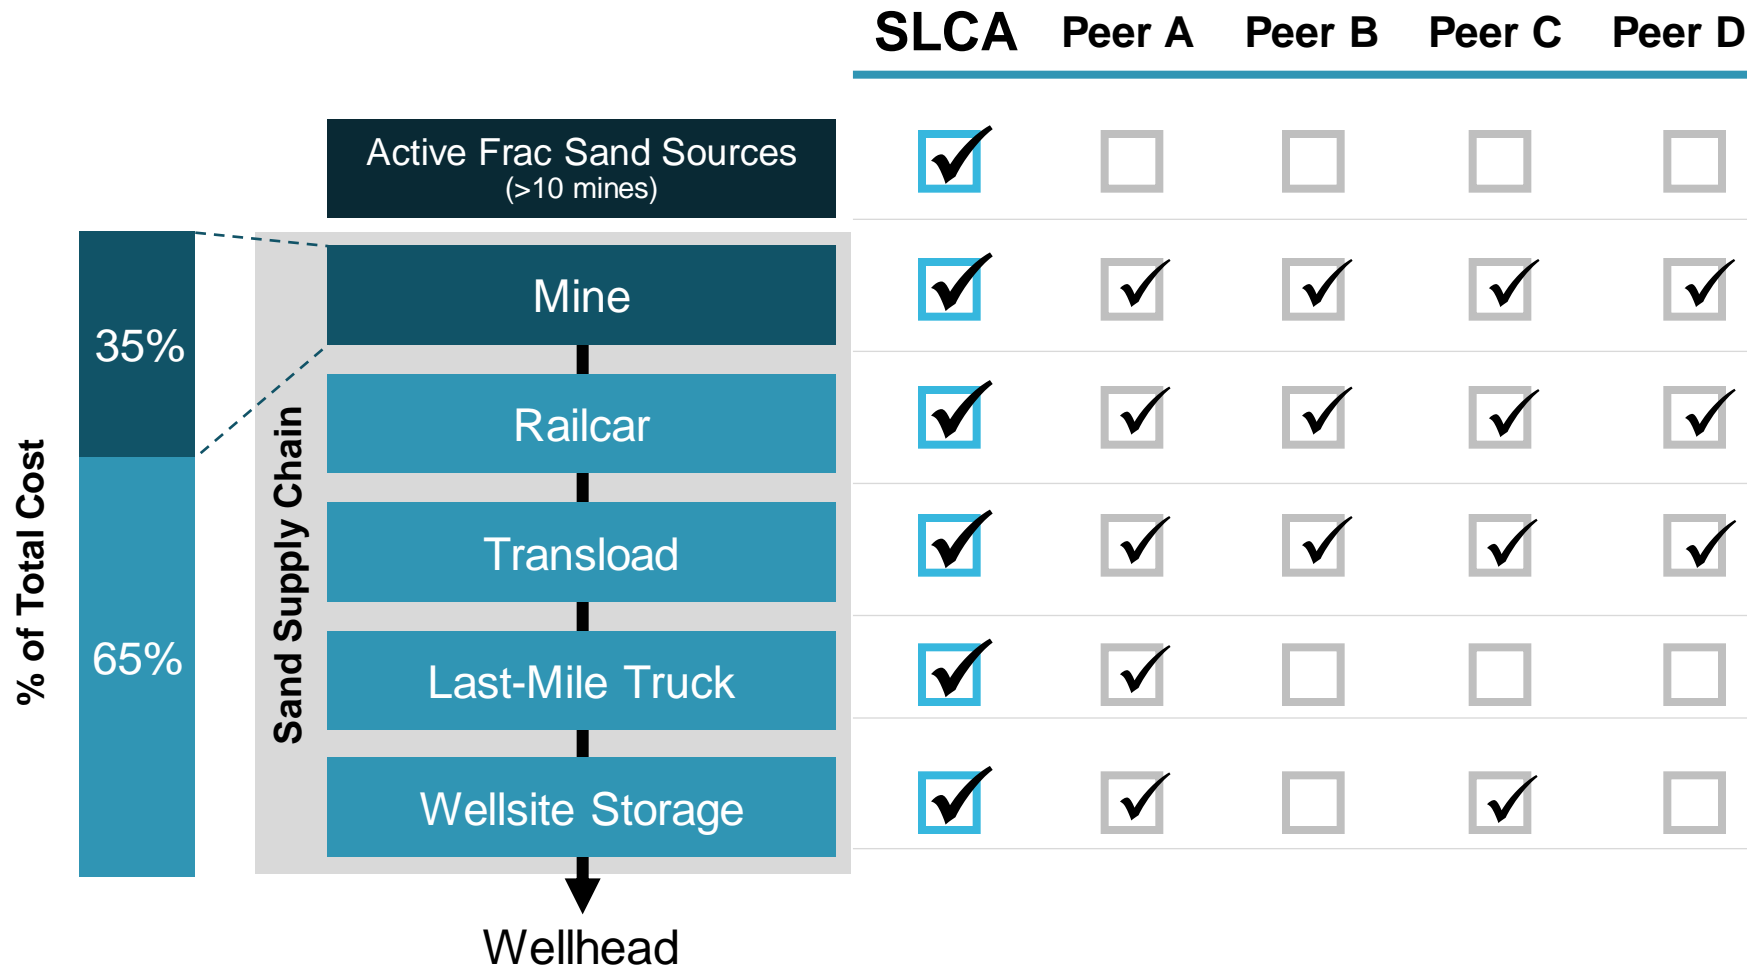 SLCA Peer A Peer B Peer C Peer D
Active Frac Sand Sources
(>10 mines)
Mine
35%
Railcar
% of Total Cost
Sand Supply Chain
Transload
65%
Last-Mile Truck
Wellsite Storage
Wellhead